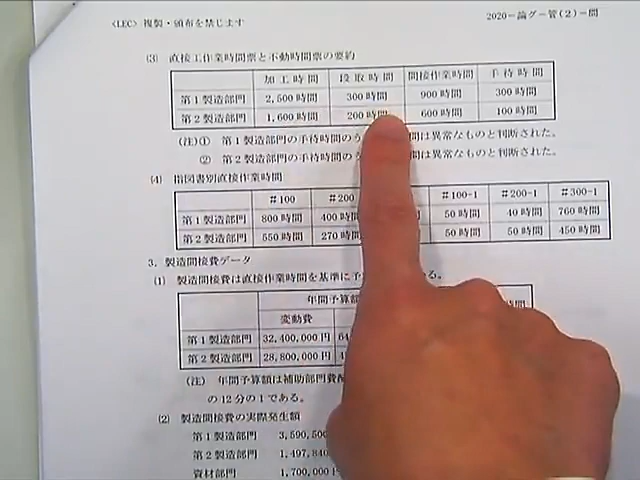 〈LEC〉複製・頒布を禁じます
2020－論グ－管(2)－問
(3) 直接工作業時間票と不動時間票の要約
加工時間 段取時間 間接作業時間 手待時間
第1製造部門 2,500時間 300時間 900時間 300時間
第2製造部門 1,600時間 200時間 600時間 100時間
(注)① 第1製造部門の手待時間のう 間は異常なものと判断された。
② 第2製造部門の手待時間の 間は異常なものと判断された。
(4) 指図書別直接作業時間
#100 #200 #100-1 #200-1 #300-1
第1製造部門 800時間 400時 50時間 40時間 760時間
第2製造部門 550時間 270時 50時間 50時間 450時間
3．製造間接費データ
(1) 製造間接費は直接作業時間を基準に予 る。
年間予算額
変動費
第1製造部門 32,400,000円
第2製造部門 28,800,000円
(注) 年間予算額は補助部門費
の12分の1である。
(2) 製造間接費の実際発生額
第1製造部門 3,590,500
第2製造部門 1,497,840
資材部門 1,700,000円